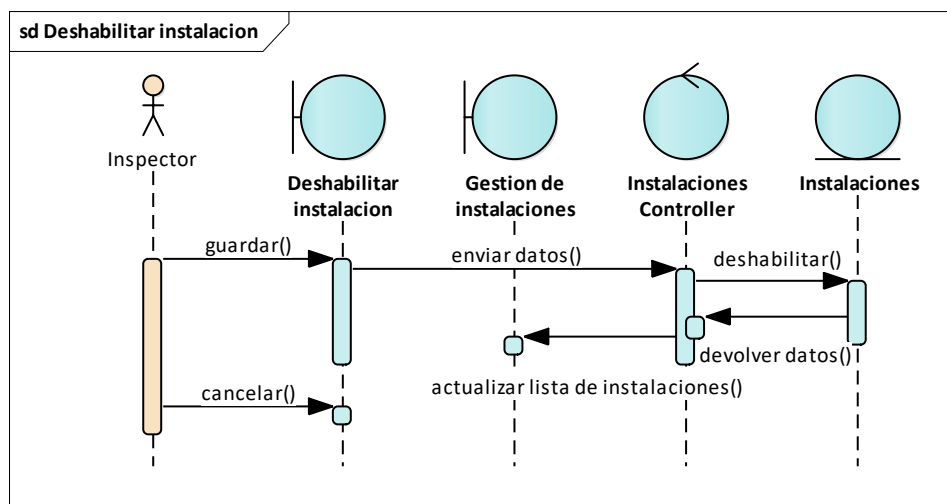 sd Deshabilitar instalacion
Inspector
Deshabilitar
instalacion
Gestion de
instalaciones
Instalaciones
Controller
Instalaciones
guardar()
enviar datos()
deshabilitar()
devolver datos()
actualizar lista de instalaciones()
cancelar()